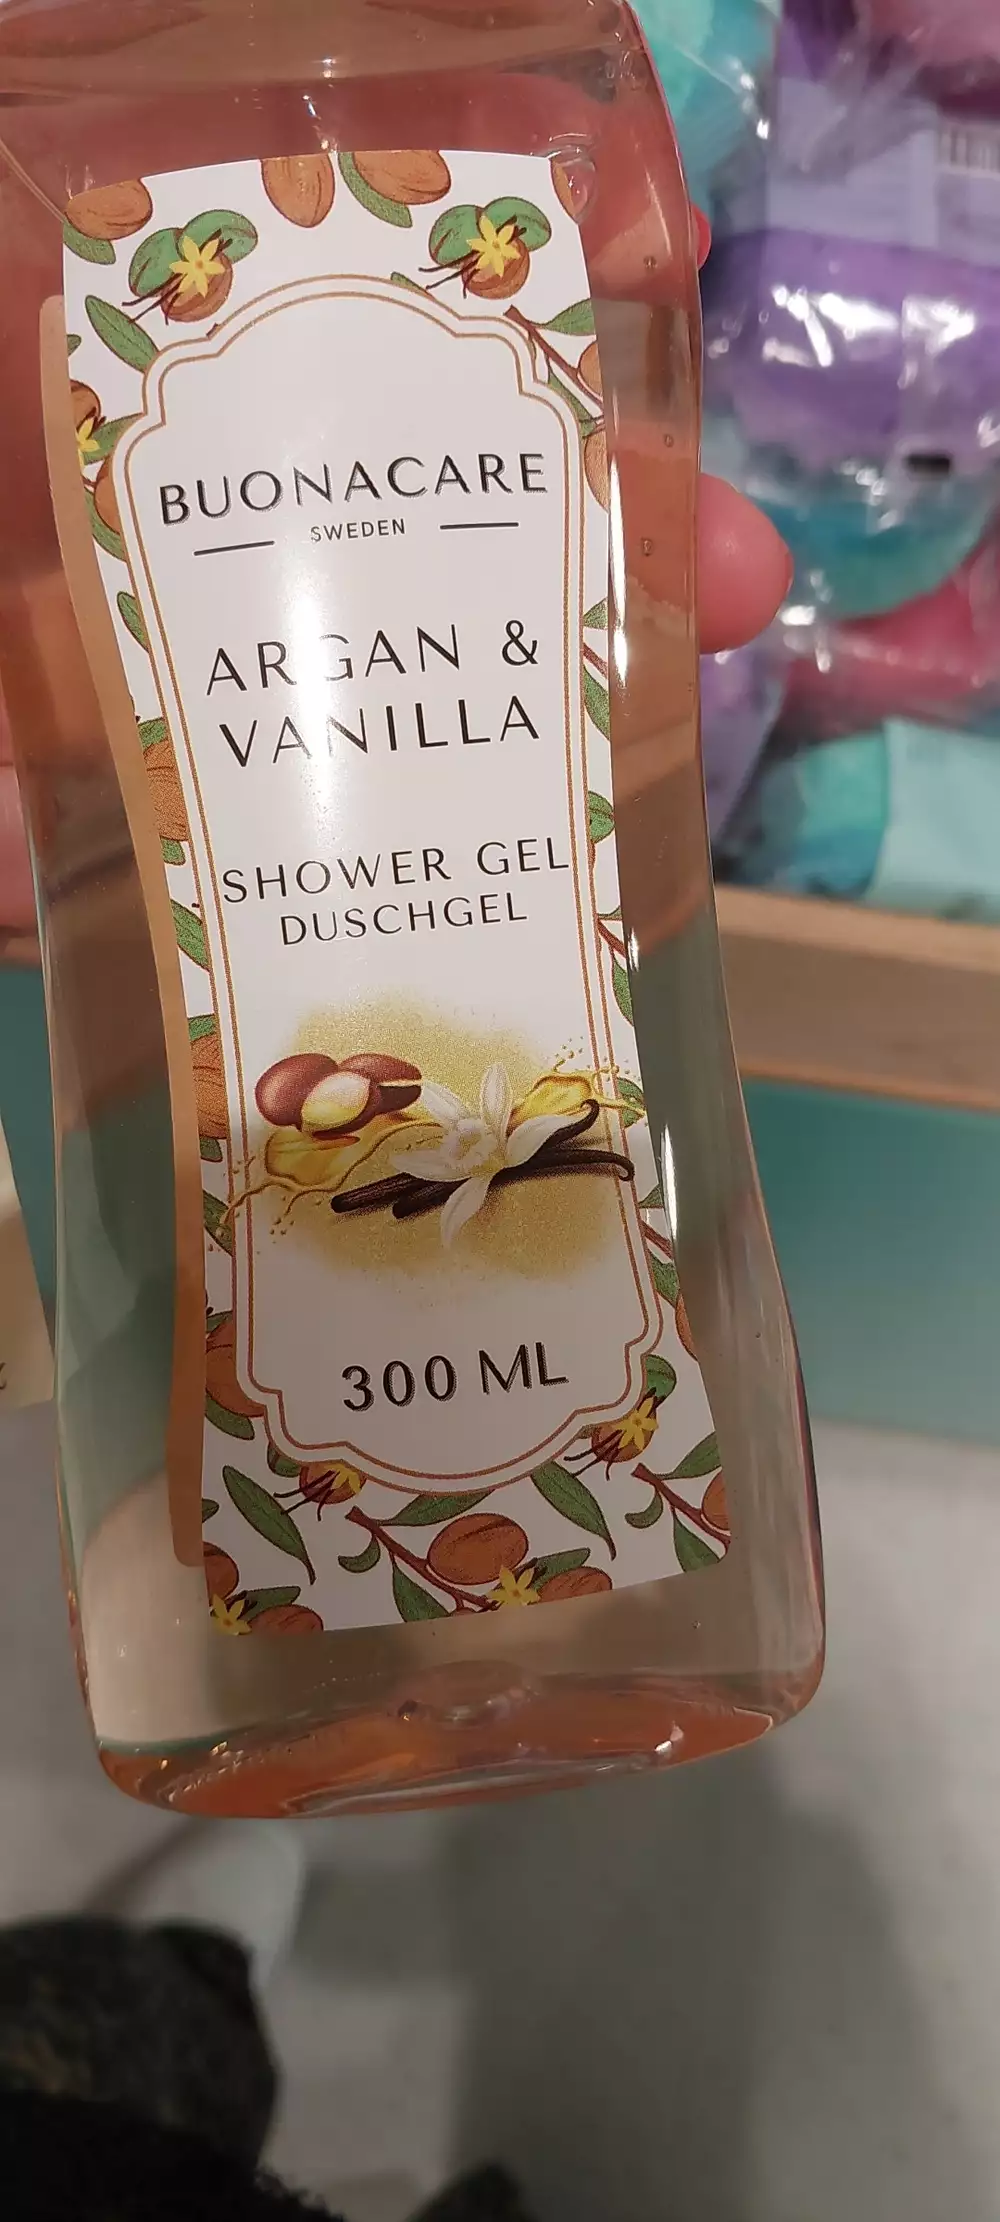 BUONACARE
SWEDEN
ARGAN &
VANILLA
SHOWER GEL
DUSCHGEL
300 ML